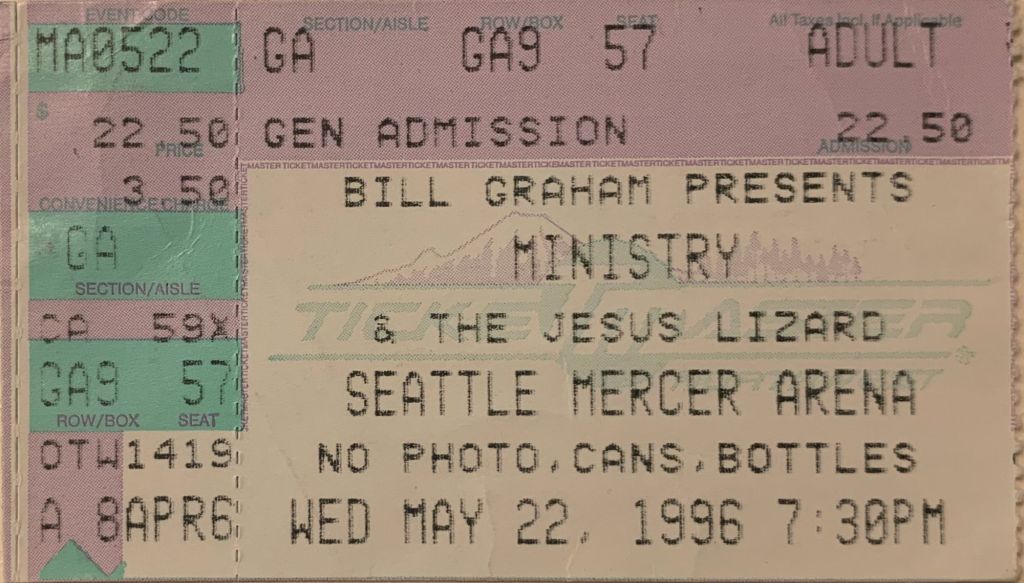 EVENT CODE SECTION/AISLE ROW/BOX SEAT All Taxes Incl. If Applicable
MA0522 GA GA9 57 ADULT
$ 22.50 GEN ADMISSION 22.50
PRICE ADMISSION
3.50 BILL GRAHAM PRESENTS
CONVENIENCE CHARGE
GA MINISTRY
SECTION/AISLE
TICKETMASTER
CA 59X & THE JESUS LIZARD
GA9 57 SEATTLE MERCER ARENA
ROW/BOX SEAT
OTW1419 NO PHOTO,CANS,BOTTLES
A 8APR6 WED MAY 22, 1996 7:30PM